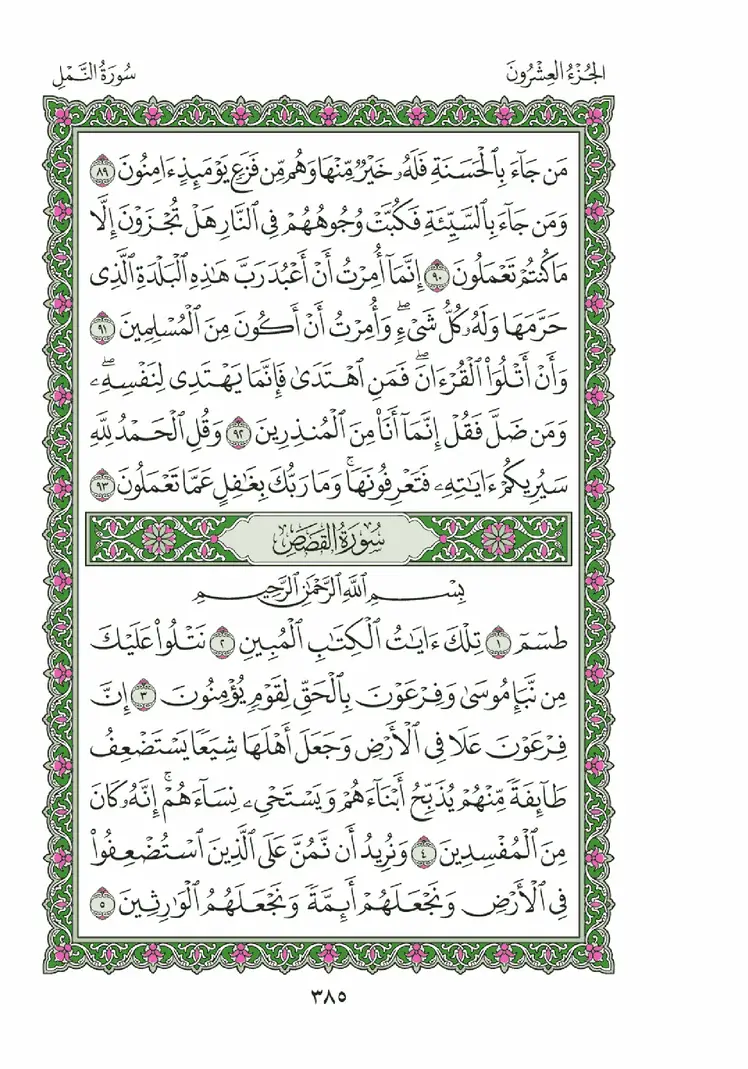 الجُزْءُ العِشْرُونَ
سُورَةُ النَّمْلِ
مَن جَآءَ بِٱلْحَسَنَةِ فَلَهُۥ خَيْرٌ مِّنْهَا وَهُم مِّن فَزَعٍ يَوْمَئِذٍ ءَامِنُونَ ٨٩
وَمَن جَآءَ بِٱلسَّيِّئَةِ فَكُبَّتْ وُجُوهُهُمْ فِى ٱلنَّارِ هَلْ تُجْزَوْنَ إِلَّا
مَا كُنتُمْ تَعْمَلُونَ ٩٠ إِنَّمَآ أُمِرْتُ أَنْ أَعْبُدَ رَبَّ هَٰذِهِ ٱلْبَلْدَةِ ٱلَّذِى
حَرَّمَهَا وَلَهُۥ كُلُّ شَىْءٍۖ وَأُمِرْتُ أَنْ أَكُونَ مِنَ ٱلْمُسْلِمِينَ ٩١
وَأَنْ أَتْلُوَا۟ ٱلْقُرْءَانَۖ فَمَنِ ٱهْتَدَىٰ فَإِنَّمَا يَهْتَدِى لِنَفْسِهِۦۖ
وَمَن ضَلَّ فَقُلْ إِنَّمَآ أَنَا۠ مِنَ ٱلْمُنذِرِينَ ٩٢ وَقُلِ ٱلْحَمْدُ لِلَّهِ
سَيُرِيكُمْ ءَايَٰتِهِۦ فَتَعْرِفُونَهَاۚ وَمَا رَبُّكَ بِغَٰفِلٍ عَمَّا تَعْمَلُونَ ٩٣
سُورَةُ القَصَصِ
بِسْمِ ٱللَّهِ ٱلرَّحْمَٰنِ ٱلرَّحِيمِ
طسٓمٓ ١ تِلْكَ ءَايَٰتُ ٱلْكِتَٰبِ ٱلْمُبِينِ ٢ نَتْلُوا۟ عَلَيْكَ
مِن نَّبَإِ مُوسَىٰ وَفِرْعَوْنَ بِٱلْحَقِّ لِقَوْمٍ يُؤْمِنُونَ ٣ إِنَّ
فِرْعَوْنَ عَلَا فِى ٱلْأَرْضِ وَجَعَلَ أَهْلَهَا شِيَعًا يَسْتَضْعِفُ
طَآئِفَةً مِّنْهُمْ يُذَبِّحُ أَبْنَآءَهُمْ وَيَسْتَحْىِۦ نِسَآءَهُمْۚ إِنَّهُۥ كَانَ
مِنَ ٱلْمُفْسِدِينَ ٤ وَنُرِيدُ أَن نَّمُنَّ عَلَى ٱلَّذِينَ ٱسْتُضْعِفُوا۟
فِى ٱلْأَرْضِ وَنَجْعَلَهُمْ أَئِمَّةً وَنَجْعَلَهُمُ ٱلْوَٰرِثِينَ ٥
٣٨٥